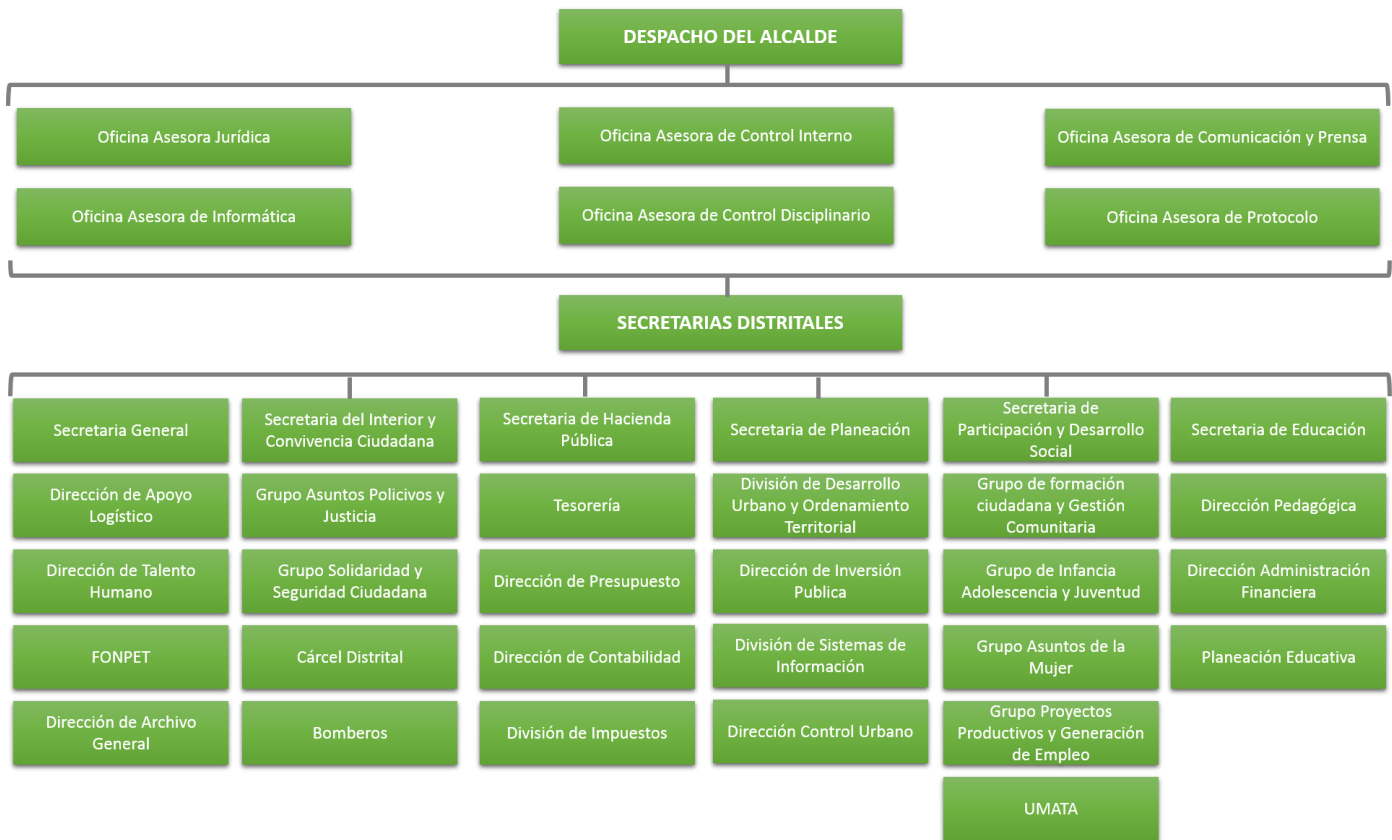 DESPACHO DEL ALCALDE
Oficina Asesora Jurídica
Oficina Asesora de Control Interno
Oficina Asesora de Comunicación y Prensa
Oficina Asesora de Informática
Oficina Asesora de Control Disciplinario
Oficina Asesora de Protocolo
SECRETARIAS DISTRITALES
Secretaria General
Dirección de Apoyo
Logístico
Dirección de Talento
Humano
FONPET
Dirección de Archivo
General
Secretaria del Interior y
Convivencia Ciudadana
Grupo Asuntos Policivos y
Justicia
Grupo Solidaridad y
Seguridad Ciudadana
Cárcel Distrital
Bomberos
Secretaria de Hacienda
Pública
Tesorería
Dirección de Presupuesto
Dirección de Contabilidad
División de Impuestos
Secretaria de Planeación
División de Desarrollo
Urbano y Ordenamiento
Territorial
Dirección de Inversión
Publica
División de Sistemas de
Información
Dirección Control Urbano
Secretaria de
Participación y Desarrollo
Social
Grupo de formación
ciudadana y Gestión
Comunitaria
Grupo de Infancia
Adolescencia y Juventud
Grupo Asuntos de la
Mujer
Grupo Proyectos
Productivos y Generación
de Empleo
UMATA
Secretaria de Educación
Dirección Pedagógica
Dirección Administración
Financiera
Planeación Educativa